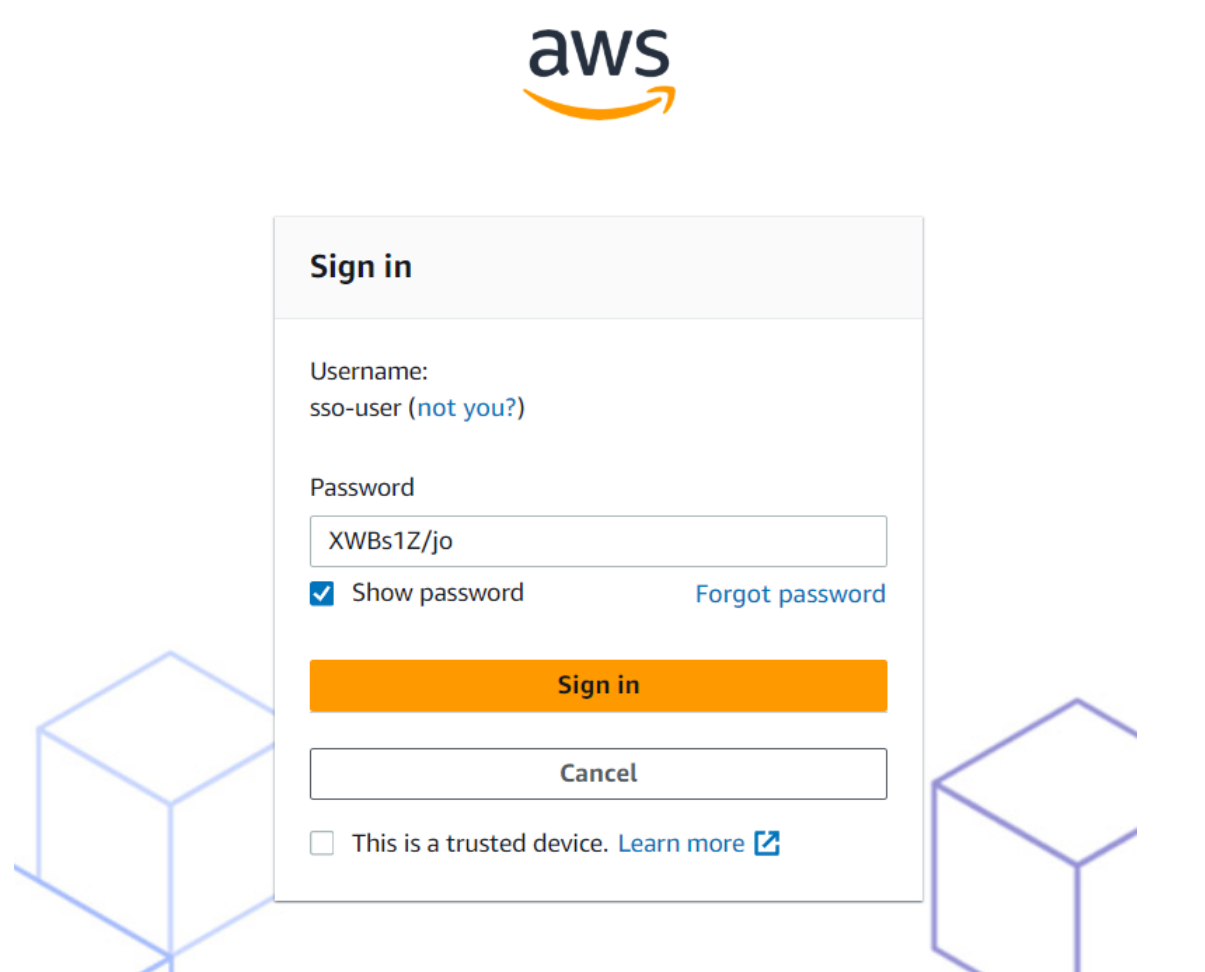 aws
Sign in
Username:
sso-user (not you?)
Password
XWBs1Z/jo
Show password
Forgot password
Sign in
Cancel
This is a trusted device. Learn more